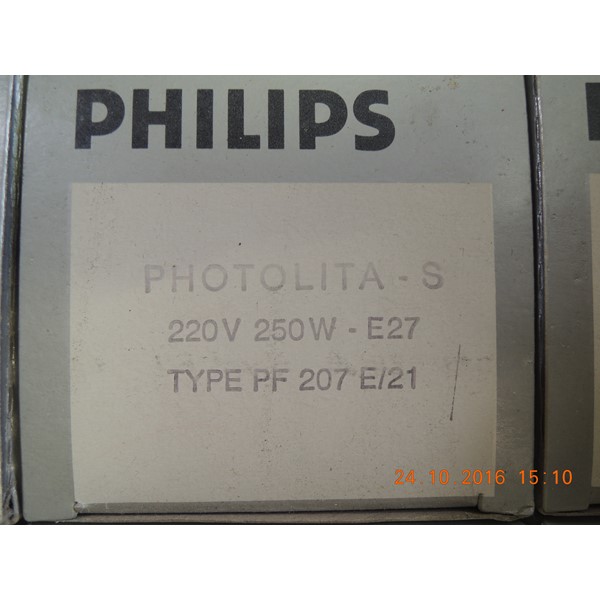 PHILIPS
PHOTOLITA - S
220V 250W - E27
TYPE PF 207 E/21
24 10 2016 15:10